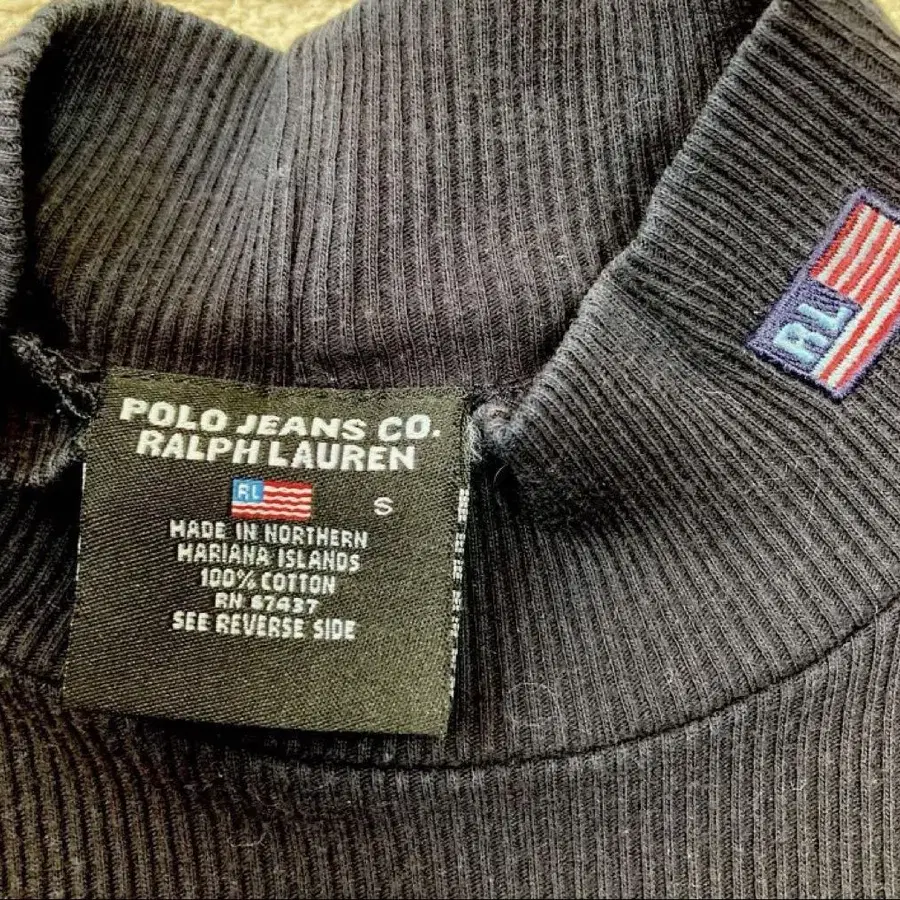 POLO JEANS CO.
RALPH LAUREN
RL
S
MADE IN NORTHERN
MARIANA ISLANDS
100% COTTON
RN 67437
SEE REVERSE SIDE
RL